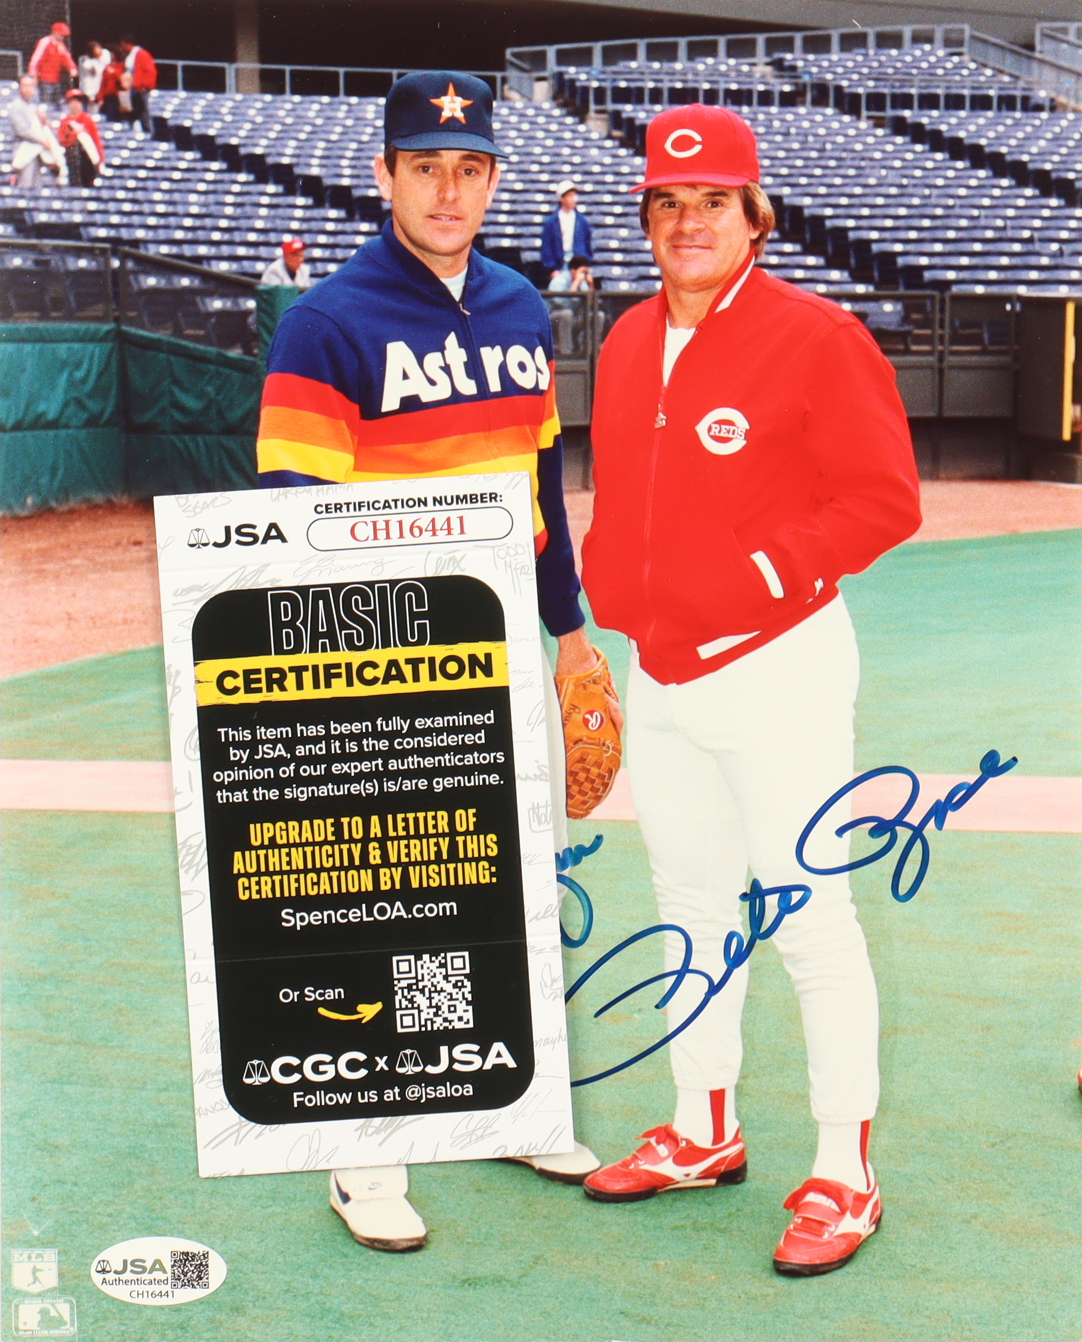 H
C
Astros
REDS
CERTIFICATION NUMBER:
JSA
CH16441
BASIC
CERTIFICATION
This item has been fully examined
by JSA, and it is the considered
opinion of our expert authenticators
that the signature(s) is/are genuine.
UPGRADE TO A LETTER OF
AUTHENTICITY & VERIFY THIS
CERTIFICATION BY VISITING:
SpenceLOA.com
Or Scan
CGC x JSA
Follow us at @jsaloa
Pete Rose
R
MLB
JSA
Authenticated
CH16441